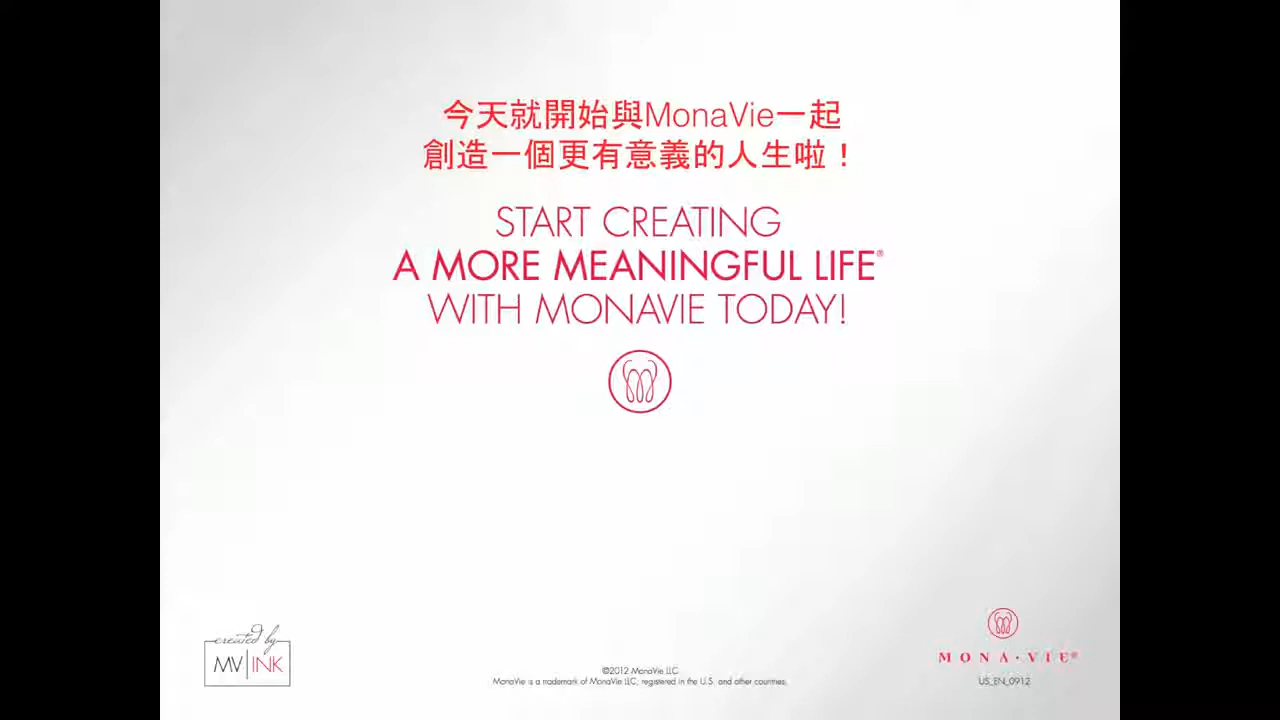 今天就開始與MonaVie一起
創造一個更有意義的人生啦！
START CREATING
A MORE MEANINGFUL LIFE®
WITH MONAVIE TODAY!
created by
MV|INK
©2012 MonaVie LLC
MonaVie is a trademark of MonaVie LLC, registered in the U.S. and other countries.
MONA·VIE®
US_EN_0912